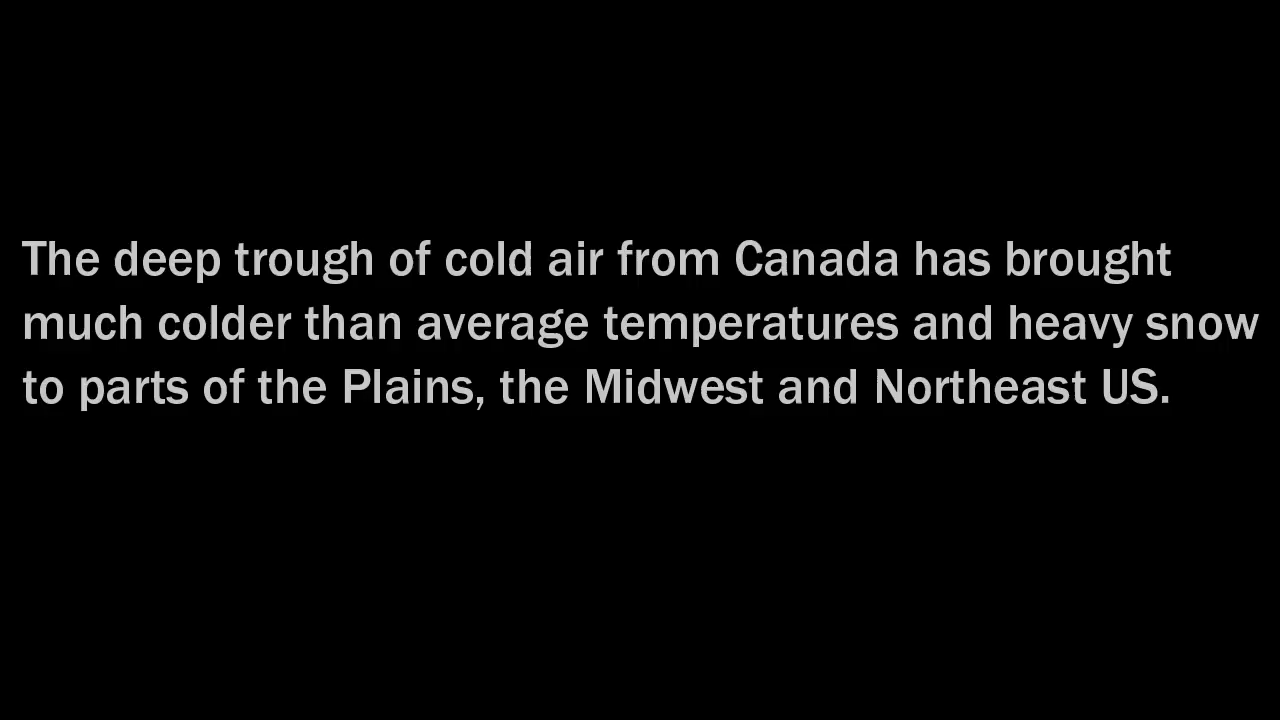 The deep trough of cold air from Canada has brought
much colder than average temperatures and heavy snow
to parts of the Plains, the Midwest and Northeast US.